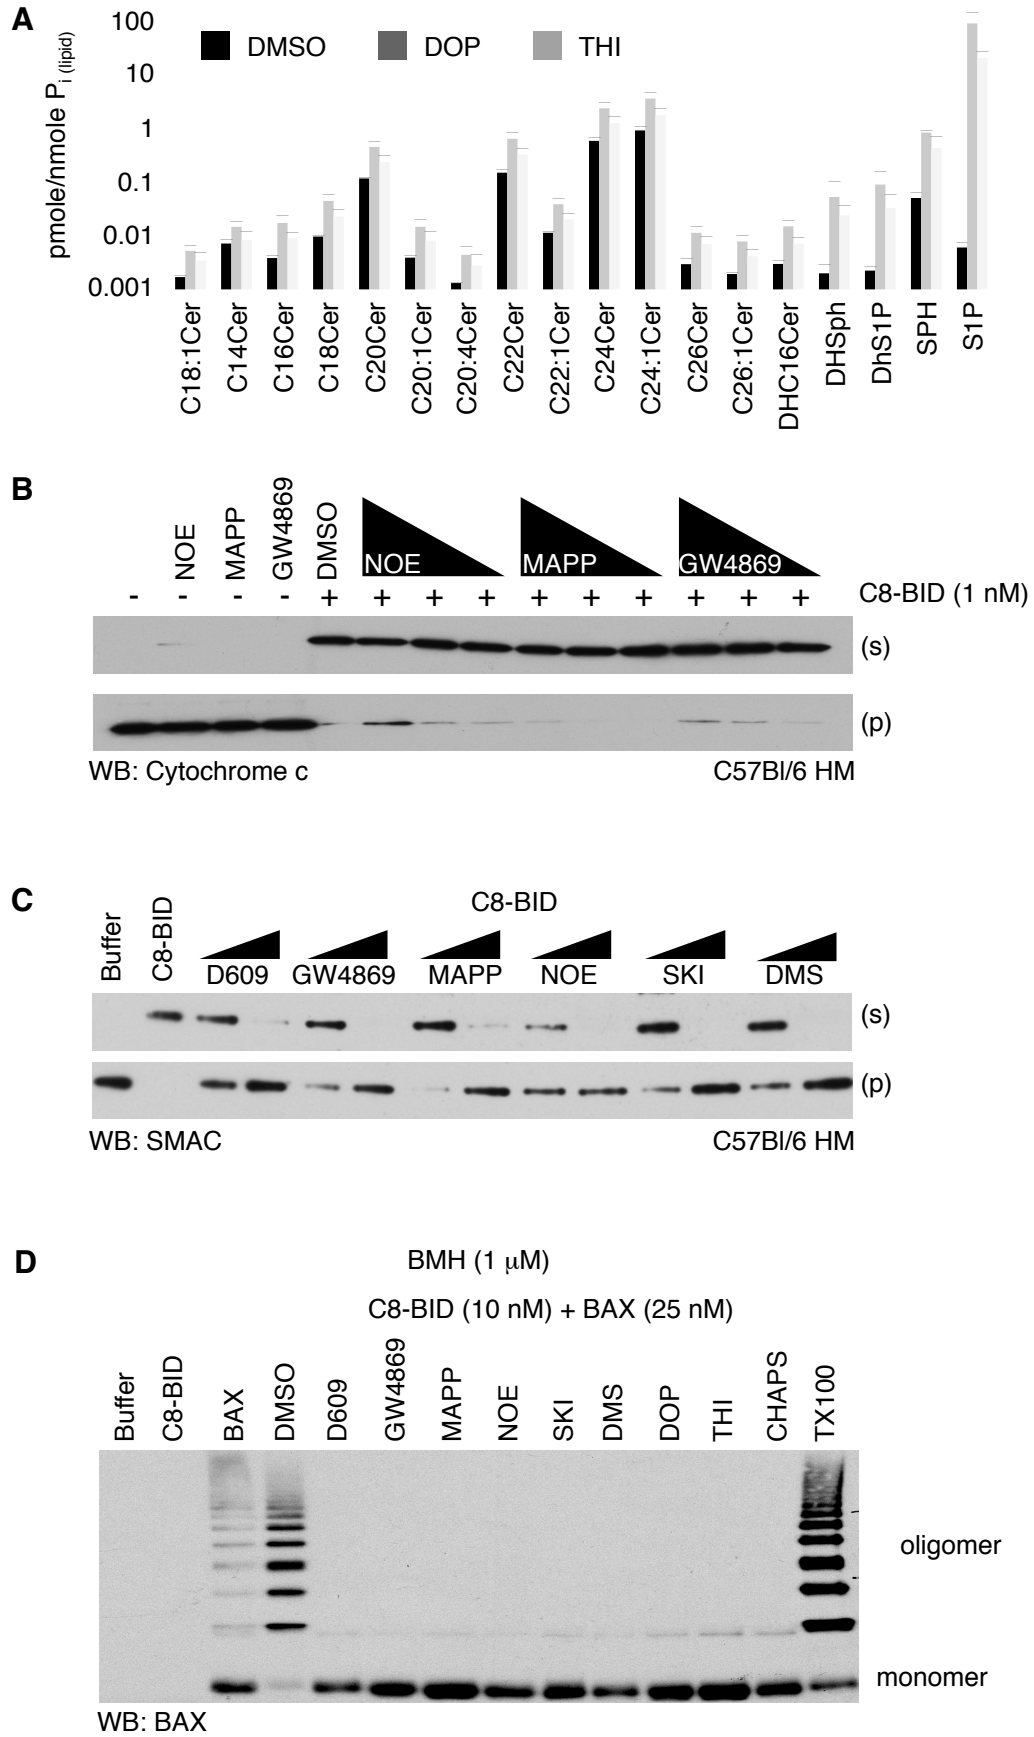 A
pmole/nmole Pi (lipid)
100
10
1
0.1
0.01
0.001
DMSO DOP THI
C18:1Cer C14Cer C16Cer C18Cer C20Cer C20:1Cer C20:4Cer C22Cer C22:1Cer C24Cer C24:1Cer C26Cer C26:1Cer DHC16Cer DHSph DhS1P SPH S1P
B
NOE MAPP GW4869 DMSO NOE MAPP GW4869
- - - - + + + + + + + + + + C8-BID (1 nM)
(s)
(p)
WB: Cytochrome c C57Bl/6 HM
C
C8-BID
Buffer C8-BID D609 GW4869 MAPP NOE SKI DMS
(s)
(p)
WB: SMAC C57Bl/6 HM
D
BMH (1 μM)
C8-BID (10 nM) + BAX (25 nM)
Buffer C8-BID BAX DMSO D609 GW4869 MAPP NOE SKI DMS DOP THI CHAPS TX100
oligomer
monomer
WB: BAX